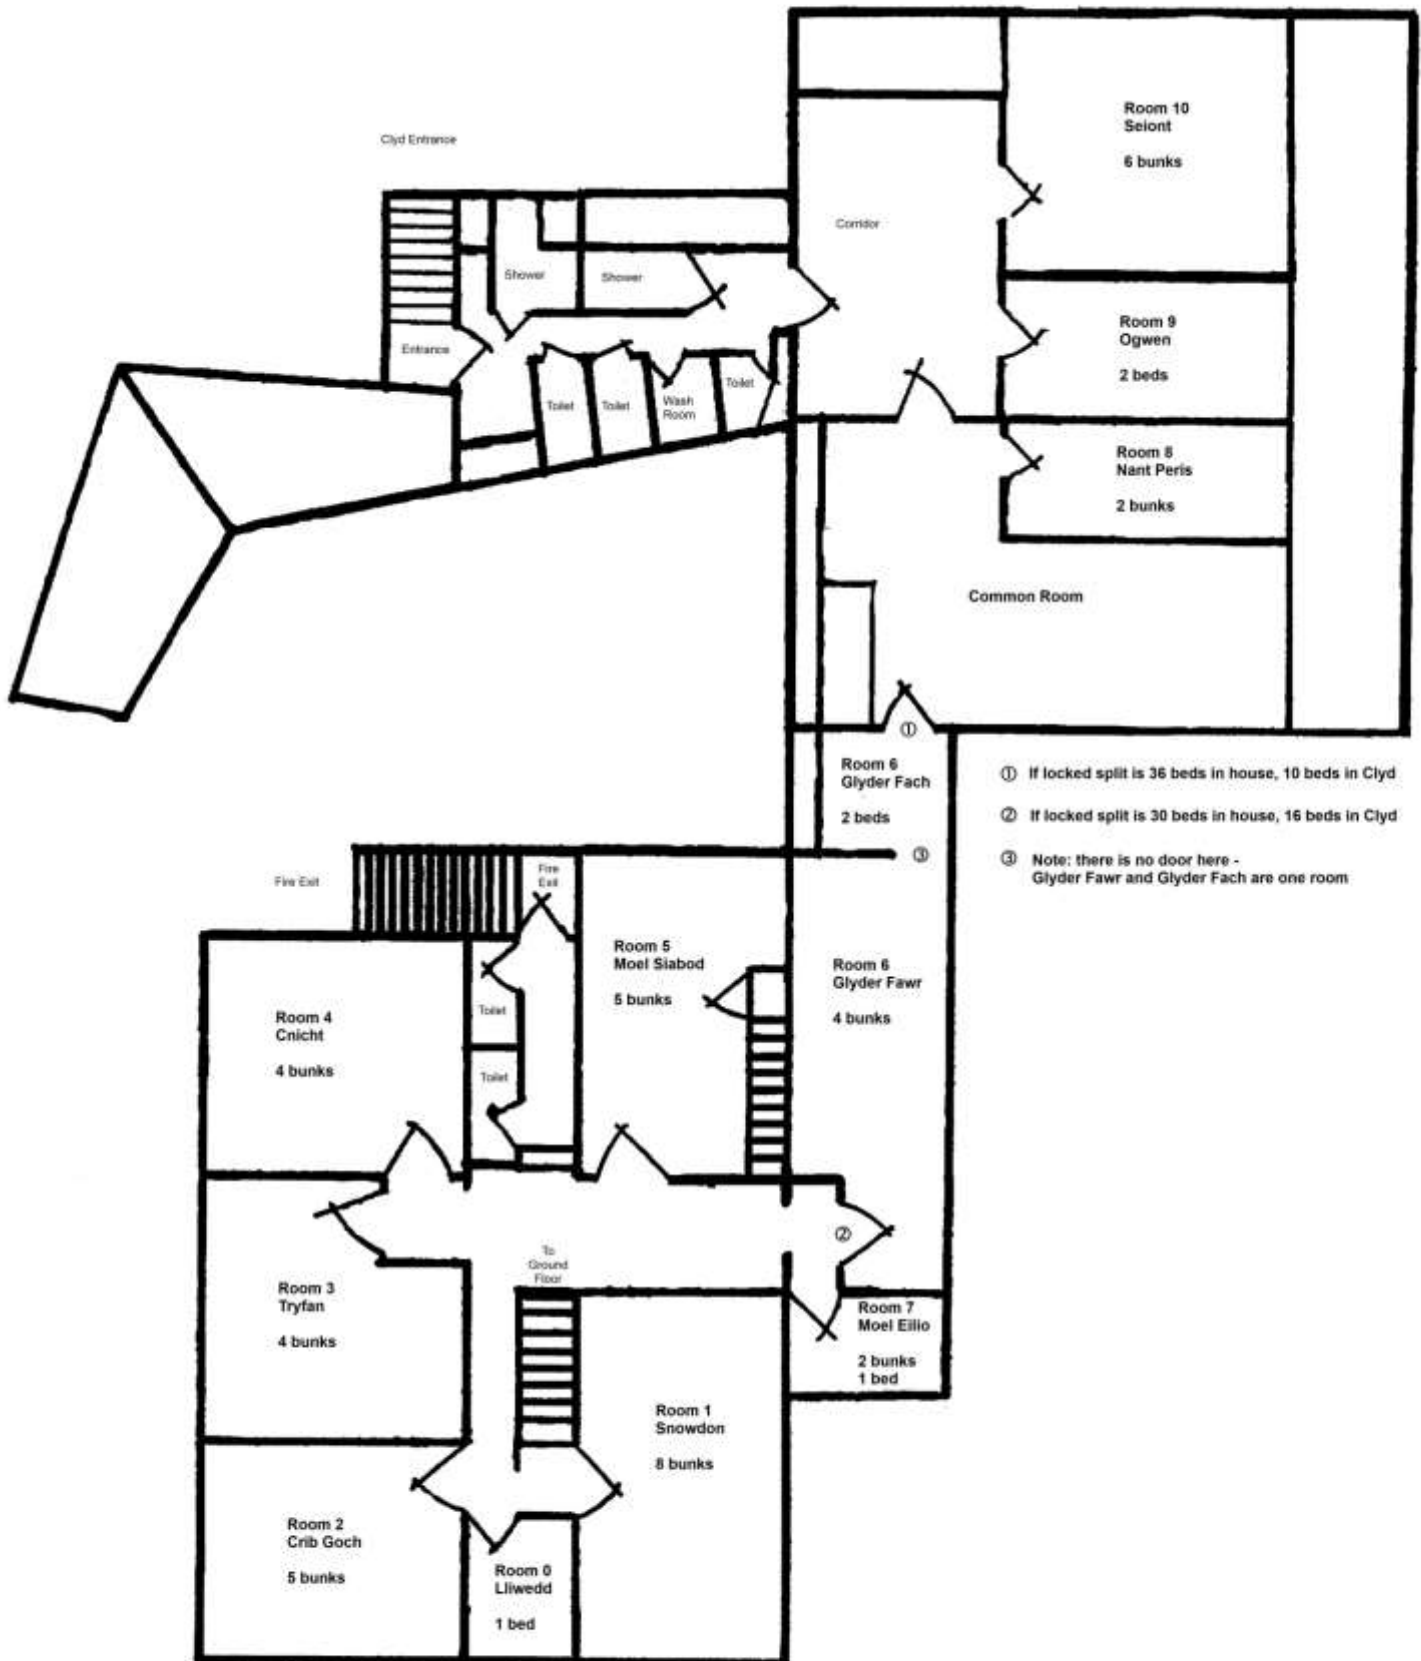 Room 10
Seiont
6 bunks
Clyd Entrance
Corridor
Shower
Shower
Entrance
Room 9
Ogwen
2 beds
Toilet
Toilet
Wash
Room
Toilet
Room 8
Nant Peris
2 bunks
Common Room
①
Room 6
Glyder Fach
2 beds
① If locked split is 36 beds in house, 10 beds in Clyd
② If locked split is 30 beds in house, 16 beds in Clyd
③ Note: there is no door here -
Glyder Fawr and Glyder Fach are one room
③
Fire Exit
Fire
Exit
Room 5
Moel Siabod
5 bunks
Room 6
Glyder Fawr
4 bunks
Room 4
Cnicht
4 bunks
Toilet
Toilet
②
To
Ground
Floor
Room 3
Tryfan
4 bunks
Room 7
Moel Eilio
2 bunks
1 bed
Room 1
Snowdon
8 bunks
Room 2
Crib Goch
5 bunks
Room 0
Lliwedd
1 bed